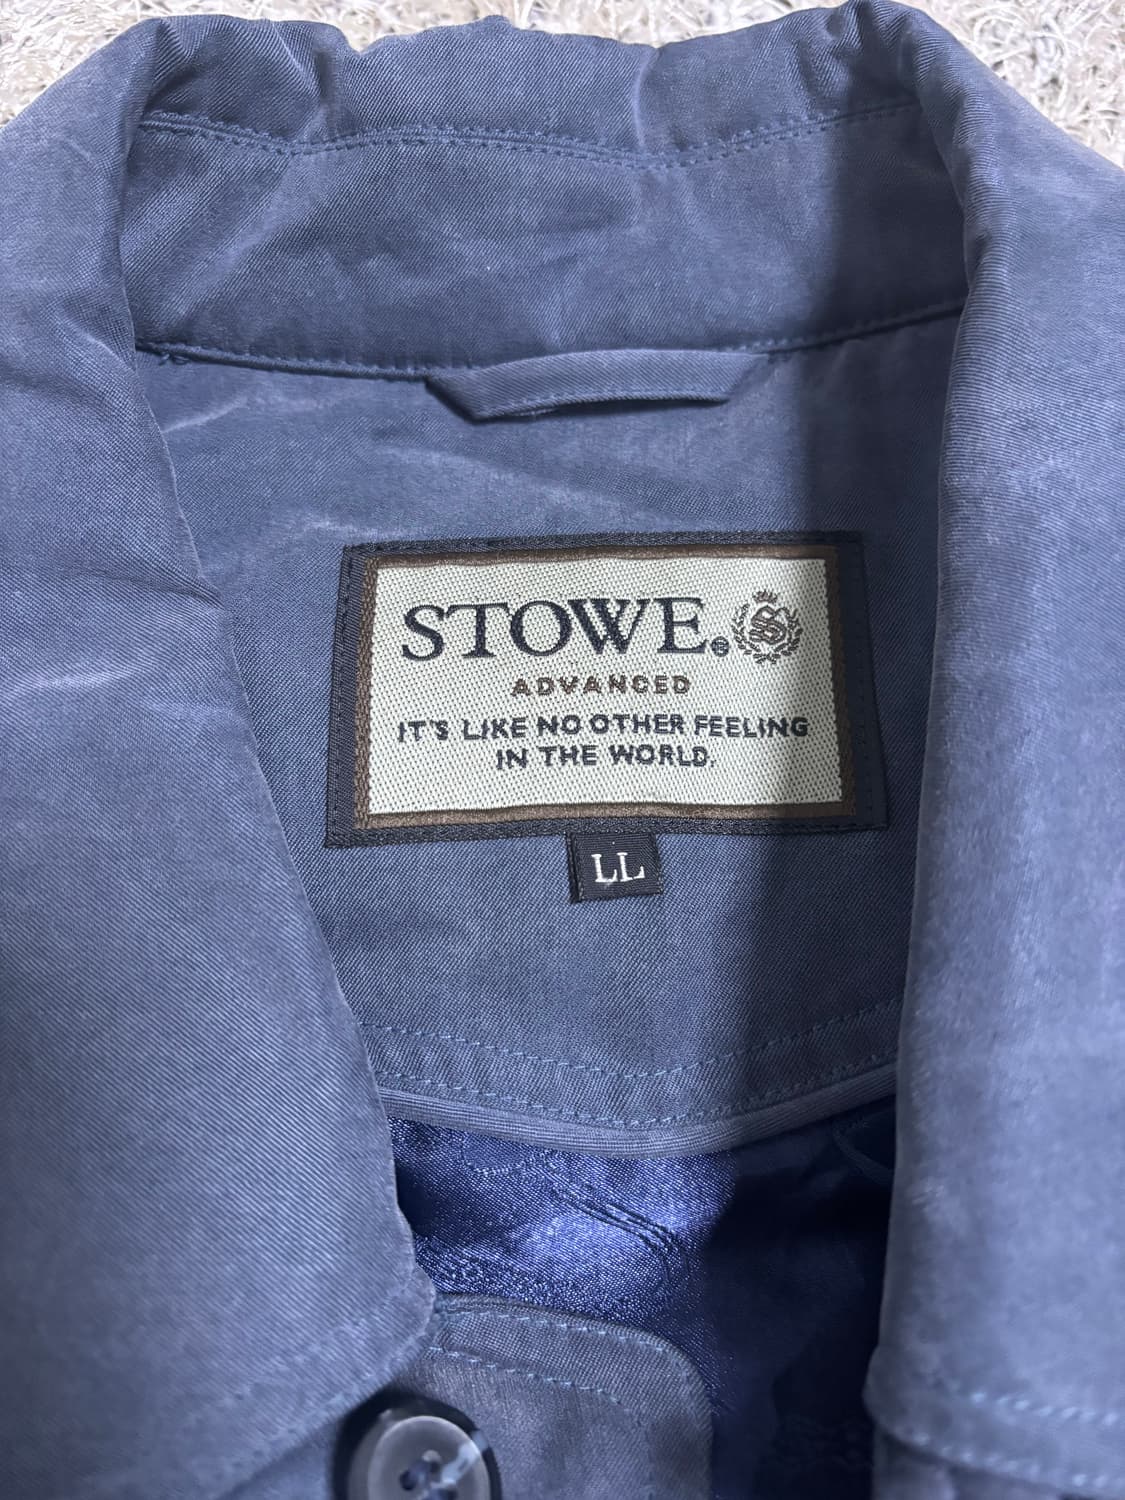 STOWE.®
ADVANCED
IT'S LIKE NO OTHER FEELING
IN THE WORLD.
LL